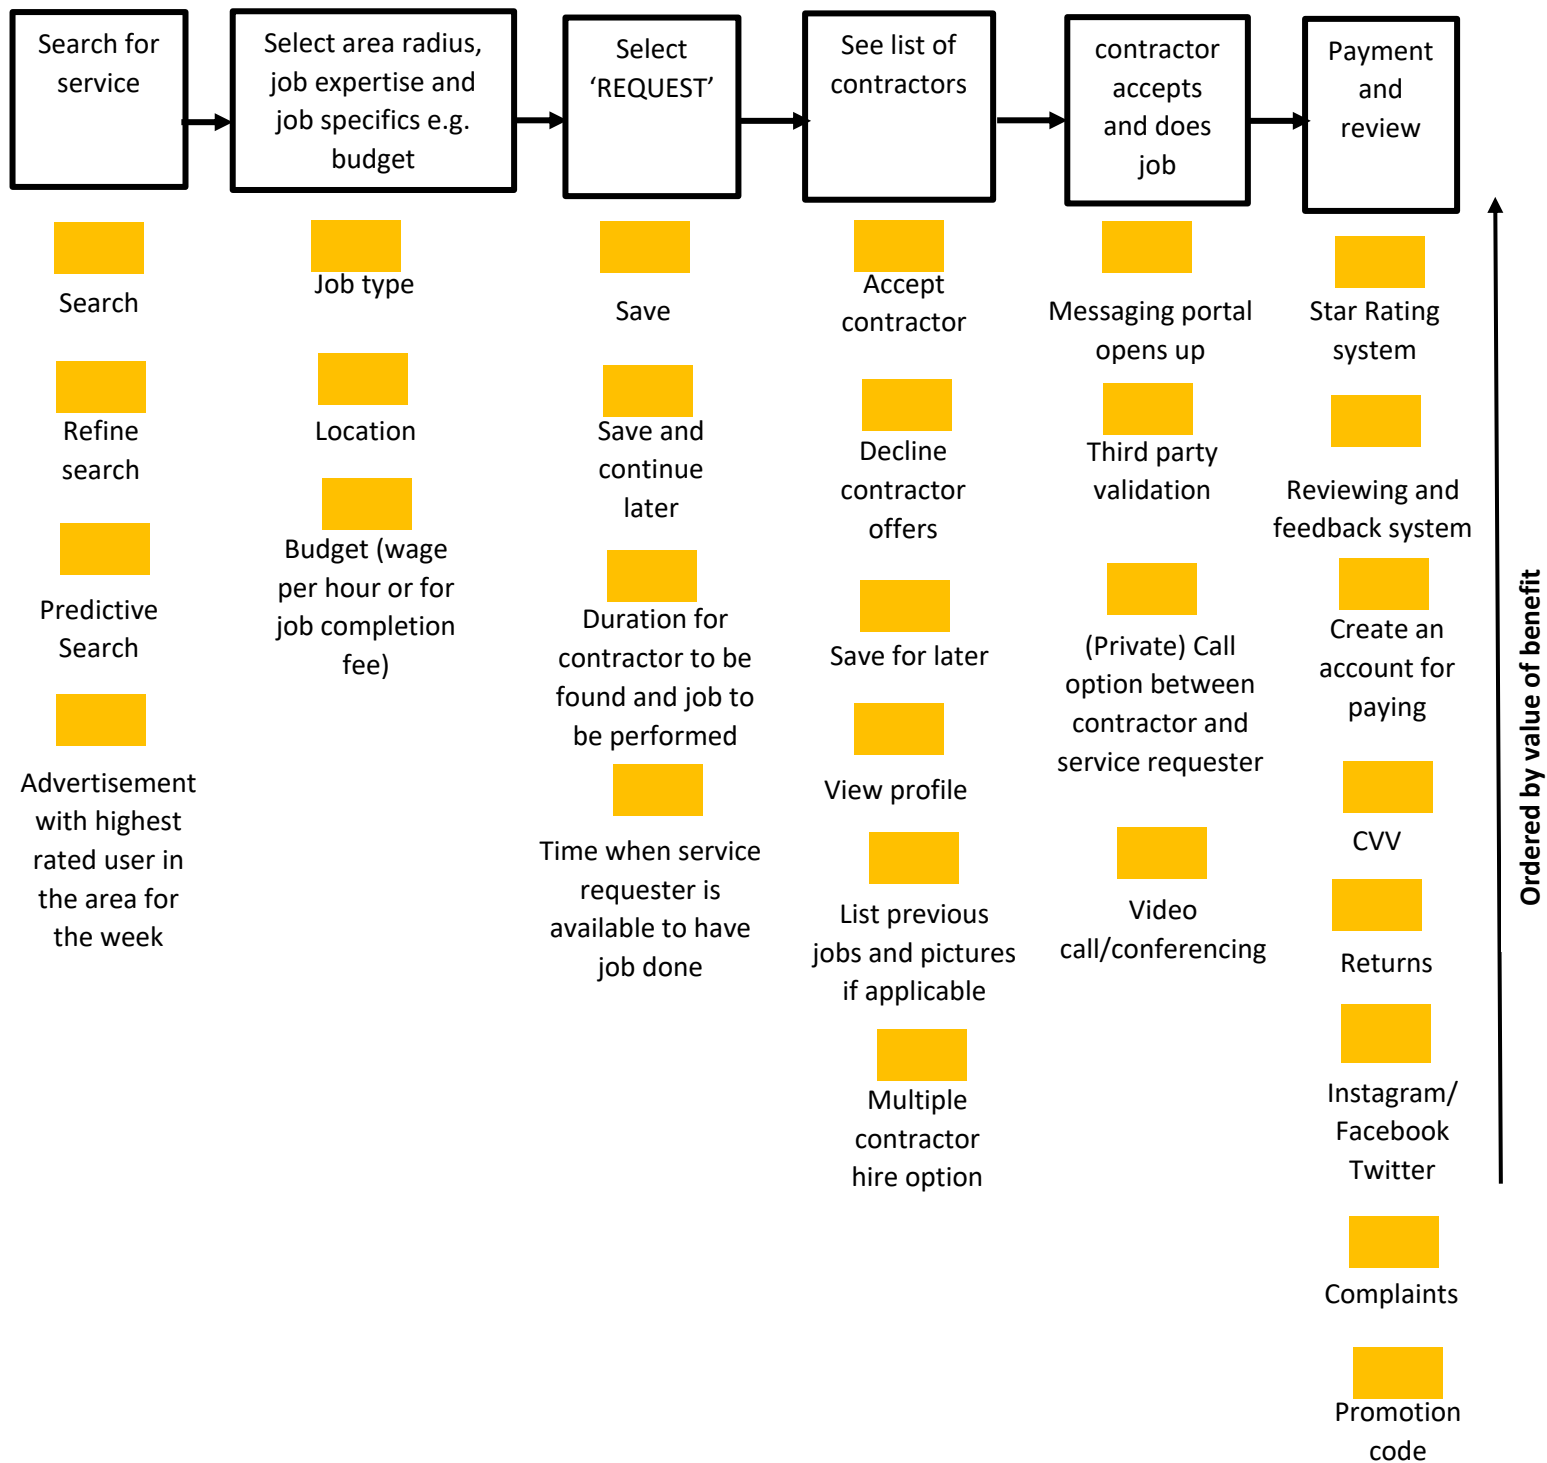 Search for
service
Select area radius,
job expertise and
job specifics e.g.
budget
Select
‘REQUEST’
See list of
contractors
contractor
accepts
and does
job
Payment
and
review
Search
Refine
search
Predictive
Search
Advertisement
with highest
rated user in
the area for
the week
Job type
Location
Budget (wage
per hour or for
job completion
fee)
Save
Save and
continue
later
Duration for
contractor to be
found and job to
be performed
Time when service
requester is
available to have
job done
Accept
contractor
Decline
contractor
offers
Save for later
View profile
List previous
jobs and pictures
if applicable
Multiple
contractor
hire option
Messaging portal
opens up
Third party
validation
(Private) Call
option between
contractor and
service requester
Video
call/conferencing
Star Rating
system
Reviewing and
feedback system
Create an
account for
paying
CVV
Returns
Instagram/
Facebook
Twitter
Complaints
Promotion
code
Ordered by value of benefit